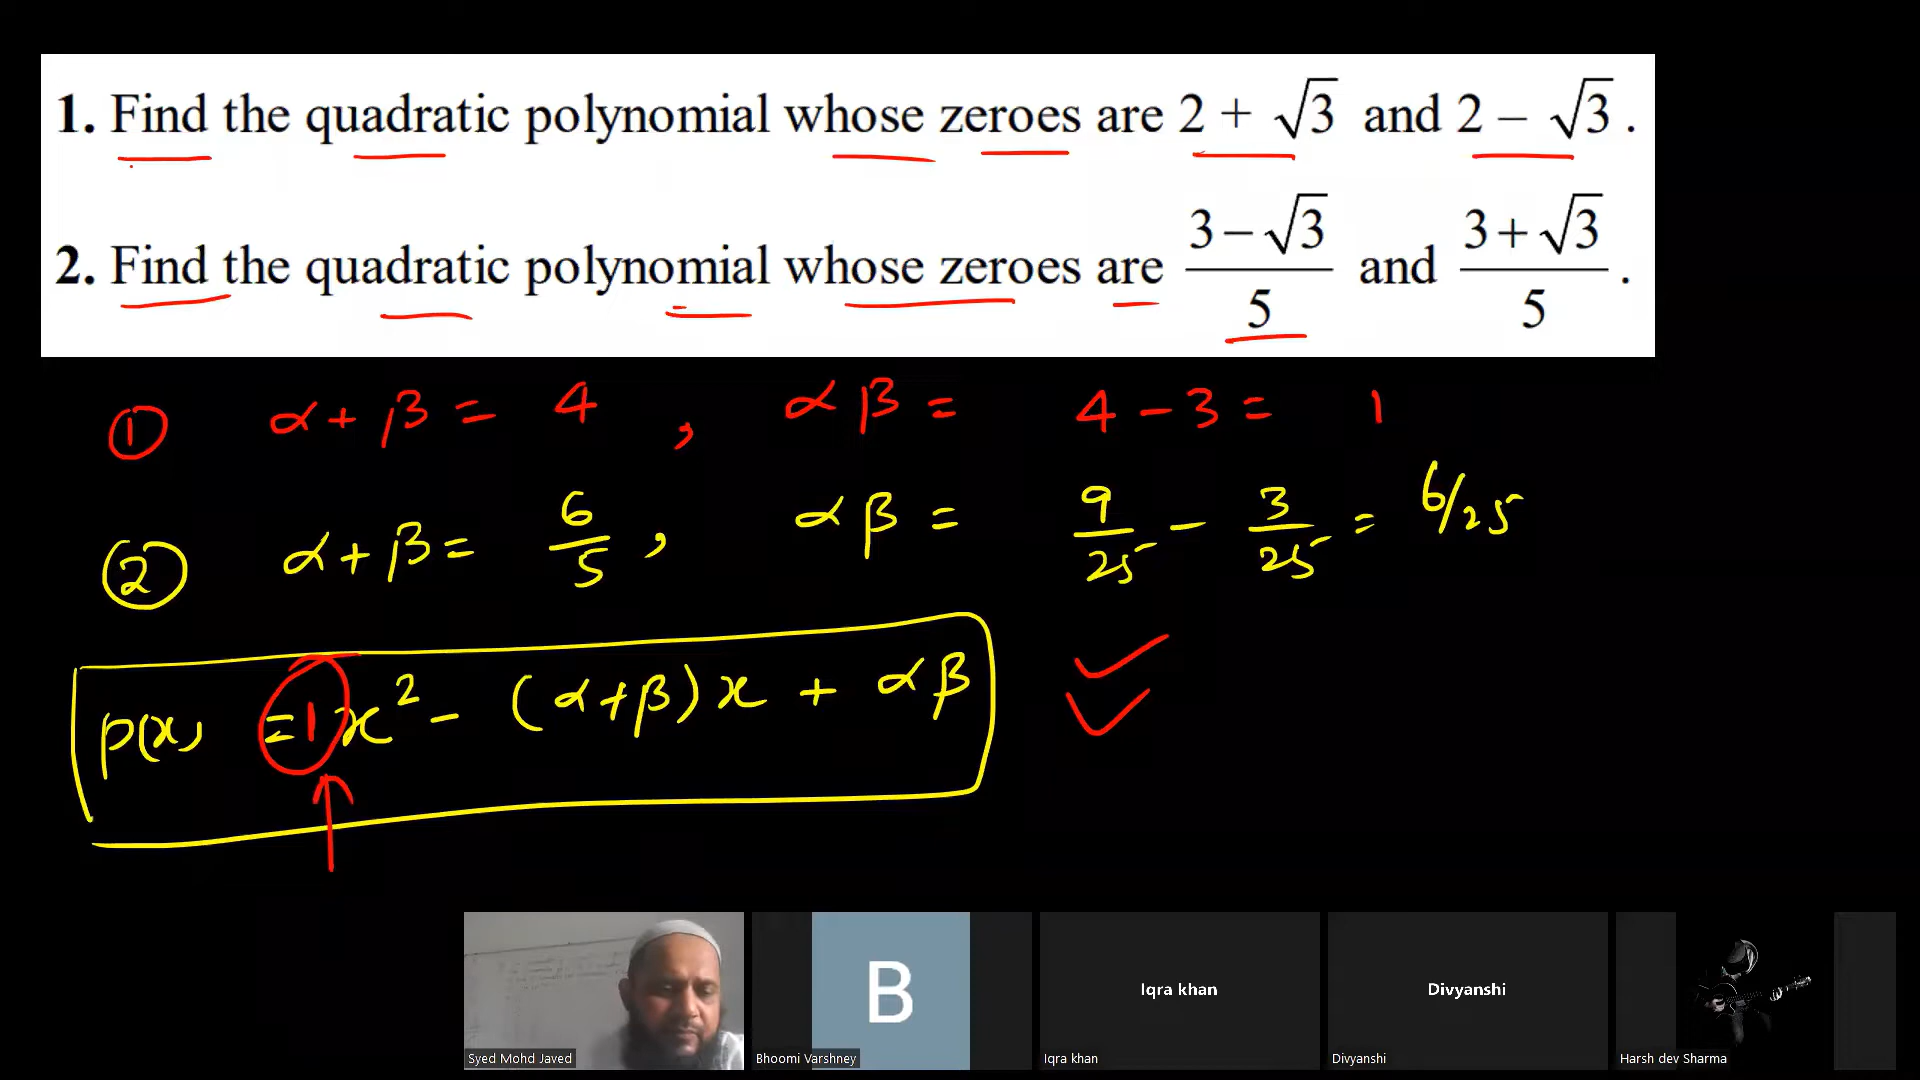 1. Find the quadratic polynomial whose zeroes are 2 + √3 and 2 – √3 .
2. Find the quadratic polynomial whose zeroes are (3 – √3)/5 and (3 + √3)/5 .
① α + β = 4 , αβ = 4 – 3 = 1
② α + β = 6/5 , αβ = 9/25 – 3/25 = 6/25
p(x) = 1x² – (α+β)x + αβ
B
Iqra khan
Divyanshi
Syed Mohd Javed
Bhoomi Varshney
Iqra khan
Divyanshi
Harsh dev Sharma